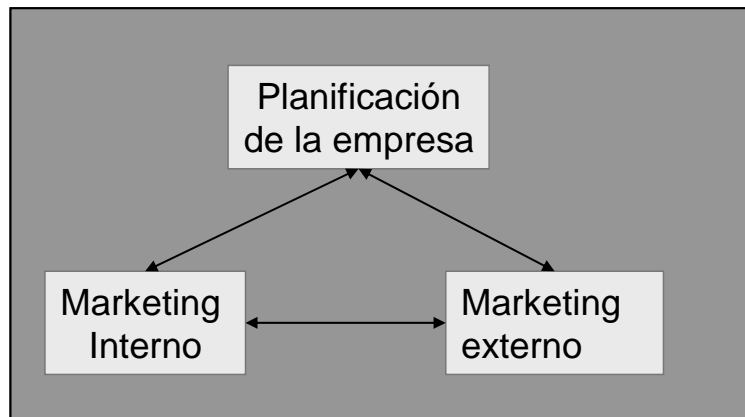 Planificación
de la empresa
Marketing
Interno
Marketing
externo